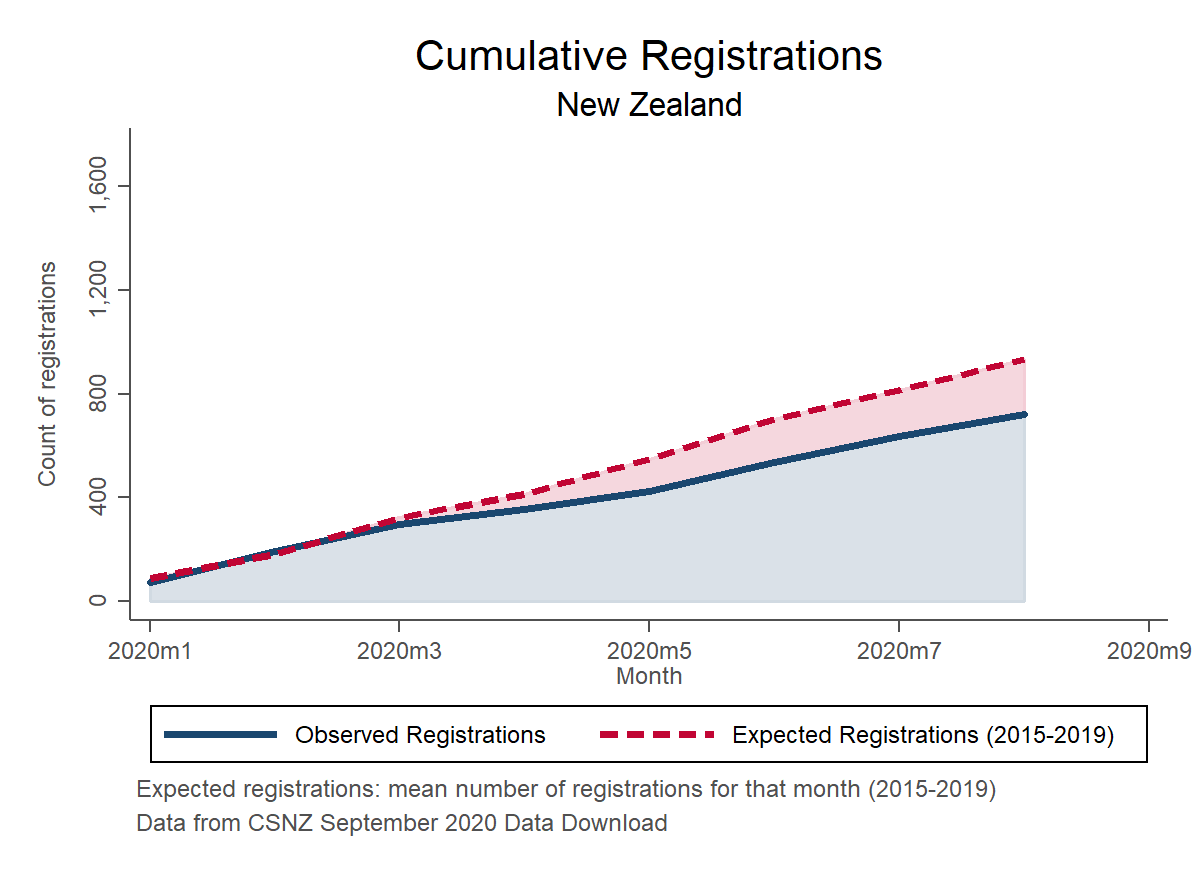 Cumulative Registrations
New Zealand
Count of registrations
1,600
1,200
800
400
0
2020m1 2020m3 2020m5 2020m7 2020m9
Month
Observed Registrations Expected Registrations (2015-2019)
Expected registrations: mean number of registrations for that month (2015-2019)
Data from CSNZ September 2020 Data Download